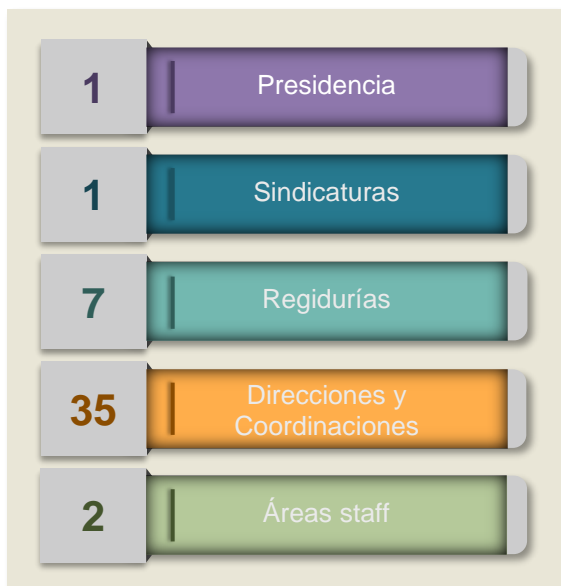 1
Presidencia
1
Sindicaturas
7
Regidurías
35
Direcciones y
Coordinaciones
2
Áreas staff